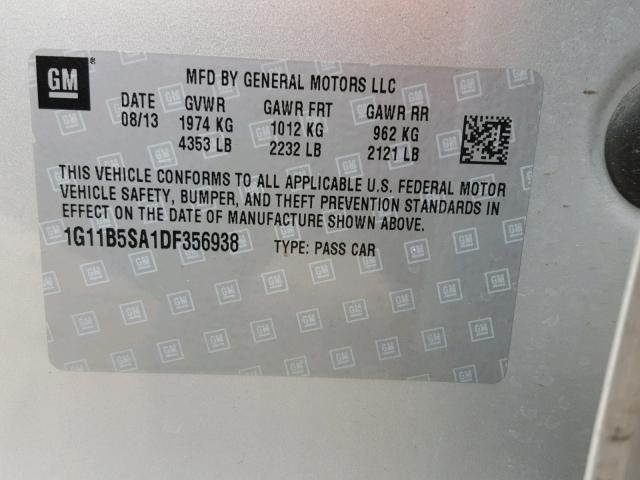 GM ®
MFD BY GENERAL MOTORS LLC
DATE GVWR GAWR FRT GAWR RR
08/13 1974 KG 1012 KG 962 KG
4353 LB 2232 LB 2121 LB
THIS VEHICLE CONFORMS TO ALL APPLICABLE U.S. FEDERAL MOTOR
VEHICLE SAFETY, BUMPER, AND THEFT PREVENTION STANDARDS IN
EFFECT ON THE DATE OF MANUFACTURE SHOWN ABOVE.
1G11B5SA1DF356938 TYPE: PASS CAR